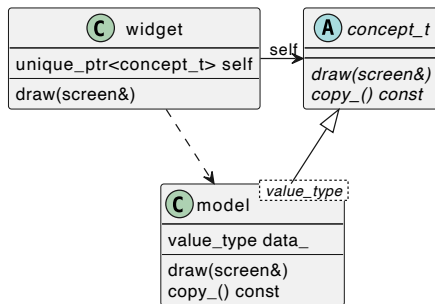 C widget
unique_ptr<concept_t> self
draw(screen&)
self
A concept_t
draw(screen&)
copy_() const
C model
value_type
value_type data_
draw(screen&)
copy_() const